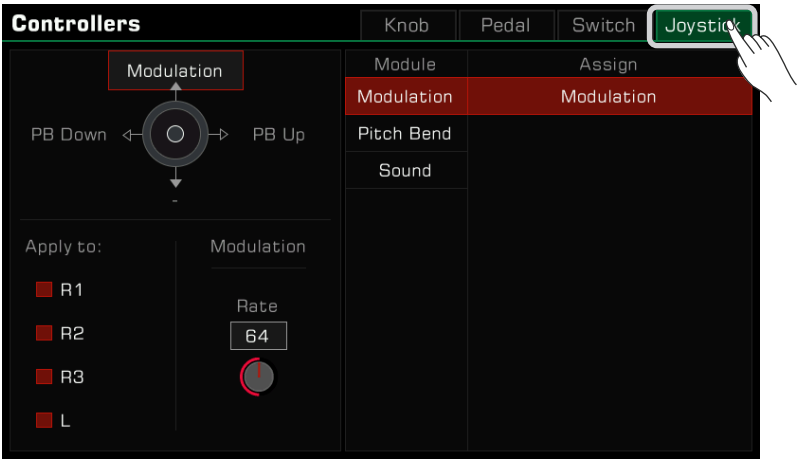 Controllers
Knob
Pedal
Switch
Joystick
Modulation
PB Down
PB Up
-
Apply to:
R1
R2
R3
L
Modulation
Rate
64
Module
Assign
Modulation
Modulation
Pitch Bend
Sound